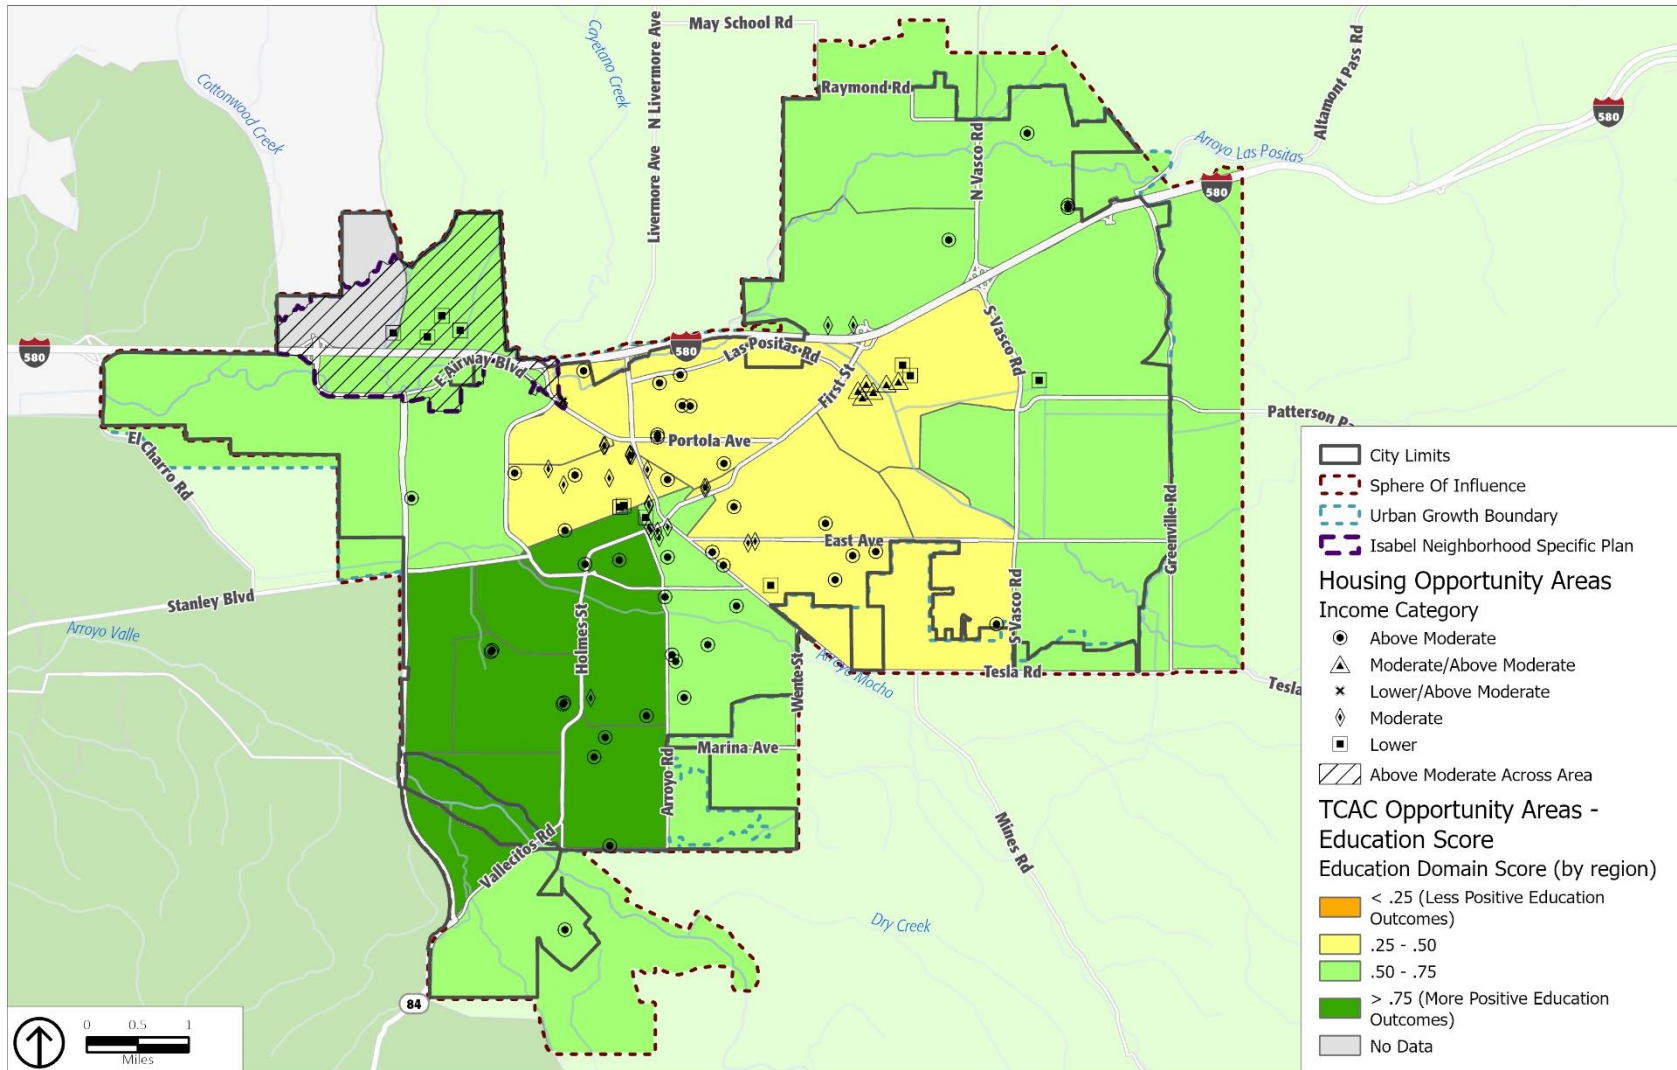 May School Rd
N Livermore Ave
Livermore Ave
Cayetano Creek
Cottonwood Creek
Raymond Rd
N Vasco Rd
Altamont Pass Rd
580
Arroyo Las Positas
580
580
580
E Airway Blvd
Las Positas Rd
First St
S Vasco Rd
Portola Ave
Patterson Pa
El Charro Rd
East Ave
Greenville Rd
Stanley Blvd
Arroyo Valle
Holmes St
S Vasco Rd
Tesla Rd
Tesla
Arroyo Mocho
Wente St
Marina Ave
Arroyo Rd
Vallecitos Rd
Mines Rd
Dry Creek
84
0 0.5 1
Miles
City Limits
Sphere Of Influence
Urban Growth Boundary
Isabel Neighborhood Specific Plan
Housing Opportunity Areas
Income Category
Above Moderate
Moderate/Above Moderate
Lower/Above Moderate
Moderate
Lower
Above Moderate Across Area
TCAC Opportunity Areas -
Education Score
Education Domain Score (by region)
< .25 (Less Positive Education
Outcomes)
.25 - .50
.50 - .75
> .75 (More Positive Education
Outcomes)
No Data